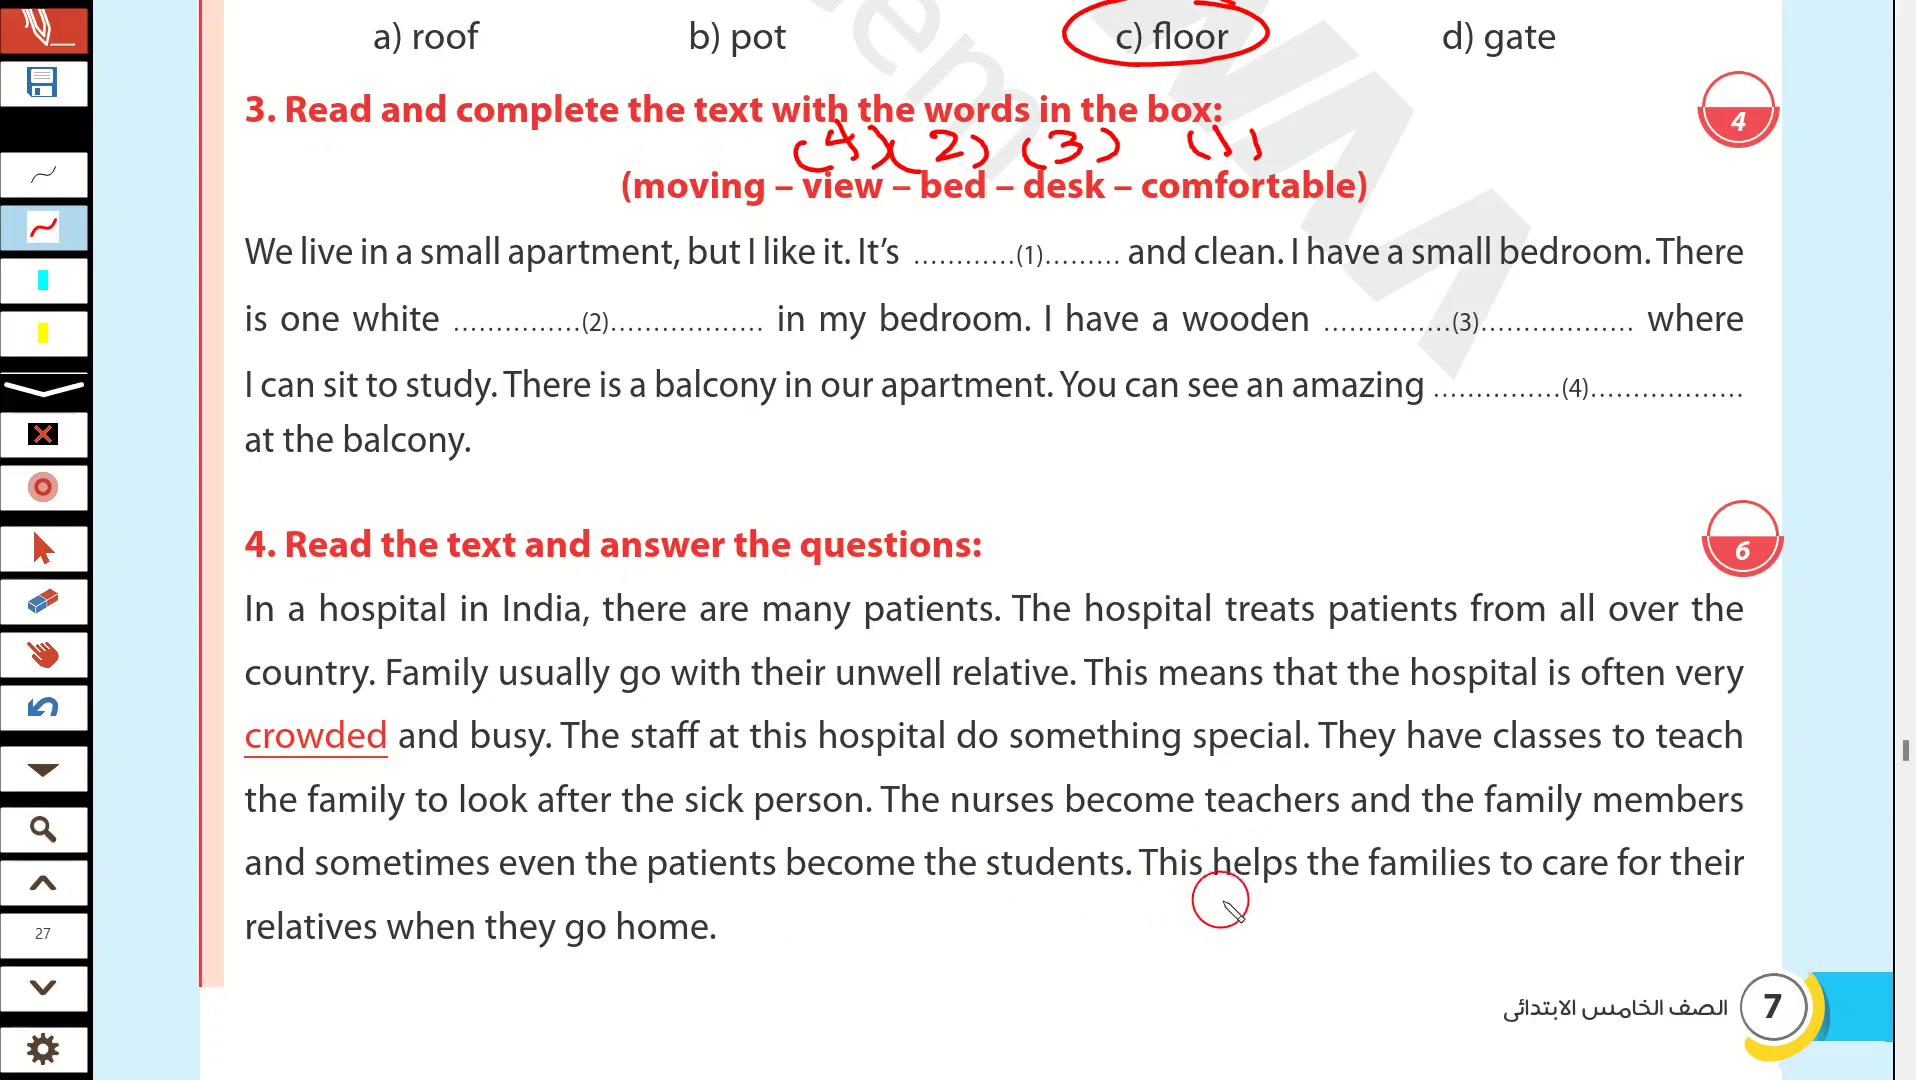 a) roof b) pot c) floor d) gate
3. Read and complete the text with the words in the box:
4
(4) (2) (3) (1)
(moving – view – bed – desk – comfortable)
We live in a small apartment, but I like it. It’s ............(1)......... and clean. I have a small bedroom. There
is one white ...............(2).................. in my bedroom. I have a wooden ...............(3).................. where
I can sit to study. There is a balcony in our apartment. You can see an amazing ...............(4)..................
at the balcony.
4. Read the text and answer the questions:
6
In a hospital in India, there are many patients. The hospital treats patients from all over the
country. Family usually go with their unwell relative. This means that the hospital is often very
crowded and busy. The staff at this hospital do something special. They have classes to teach
the family to look after the sick person. The nurses become teachers and the family members
and sometimes even the patients become the students. This helps the families to care for their
relatives when they go home.
27
الصف الخامس الابتدائى 7